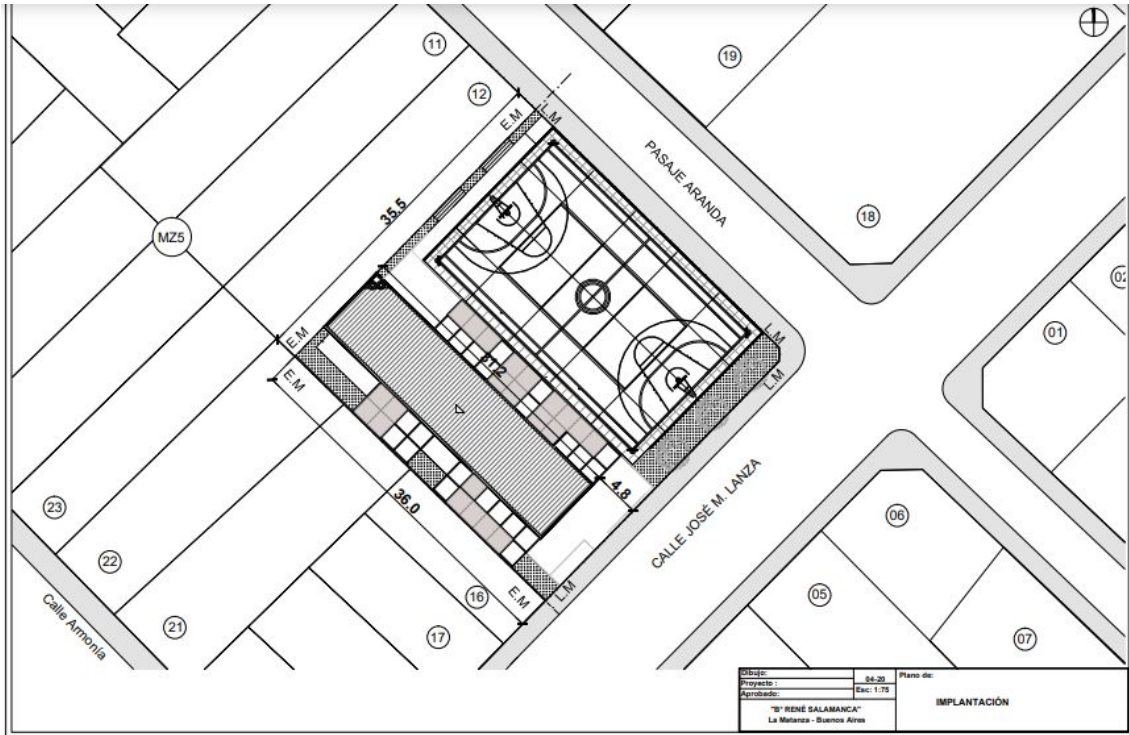 11
19
12
E.M
L.M
PASAJE ARANDA
35.5
18
MZ5
02
01
L.M
E.M
E.M
31.2
L.M
4.8
CALLE JOSÉ M. LANZA
36.0
23
06
22
16
E.M
L.M
05
Calle Armonía
21
17
07
Dibujo:
Proyecto :
Aprobado:
04-20
Esc: 1:75
Plano de:
IMPLANTACIÓN
"B° RENÉ SALAMANCA"
La Matanza - Buenos Aires